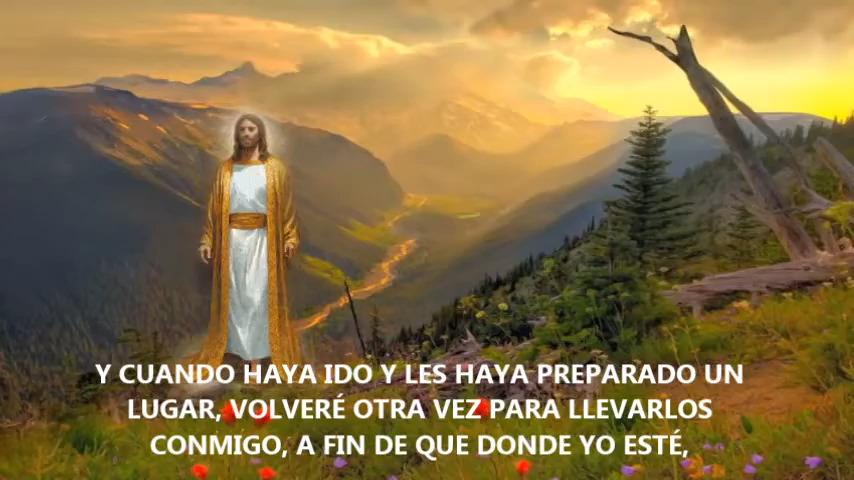 Y CUANDO HAYA IDO Y LES HAYA PREPARADO UN
LUGAR, VOLVERÉ OTRA VEZ PARA LLEVARLOS
CONMIGO, A FIN DE QUE DONDE YO ESTÉ,